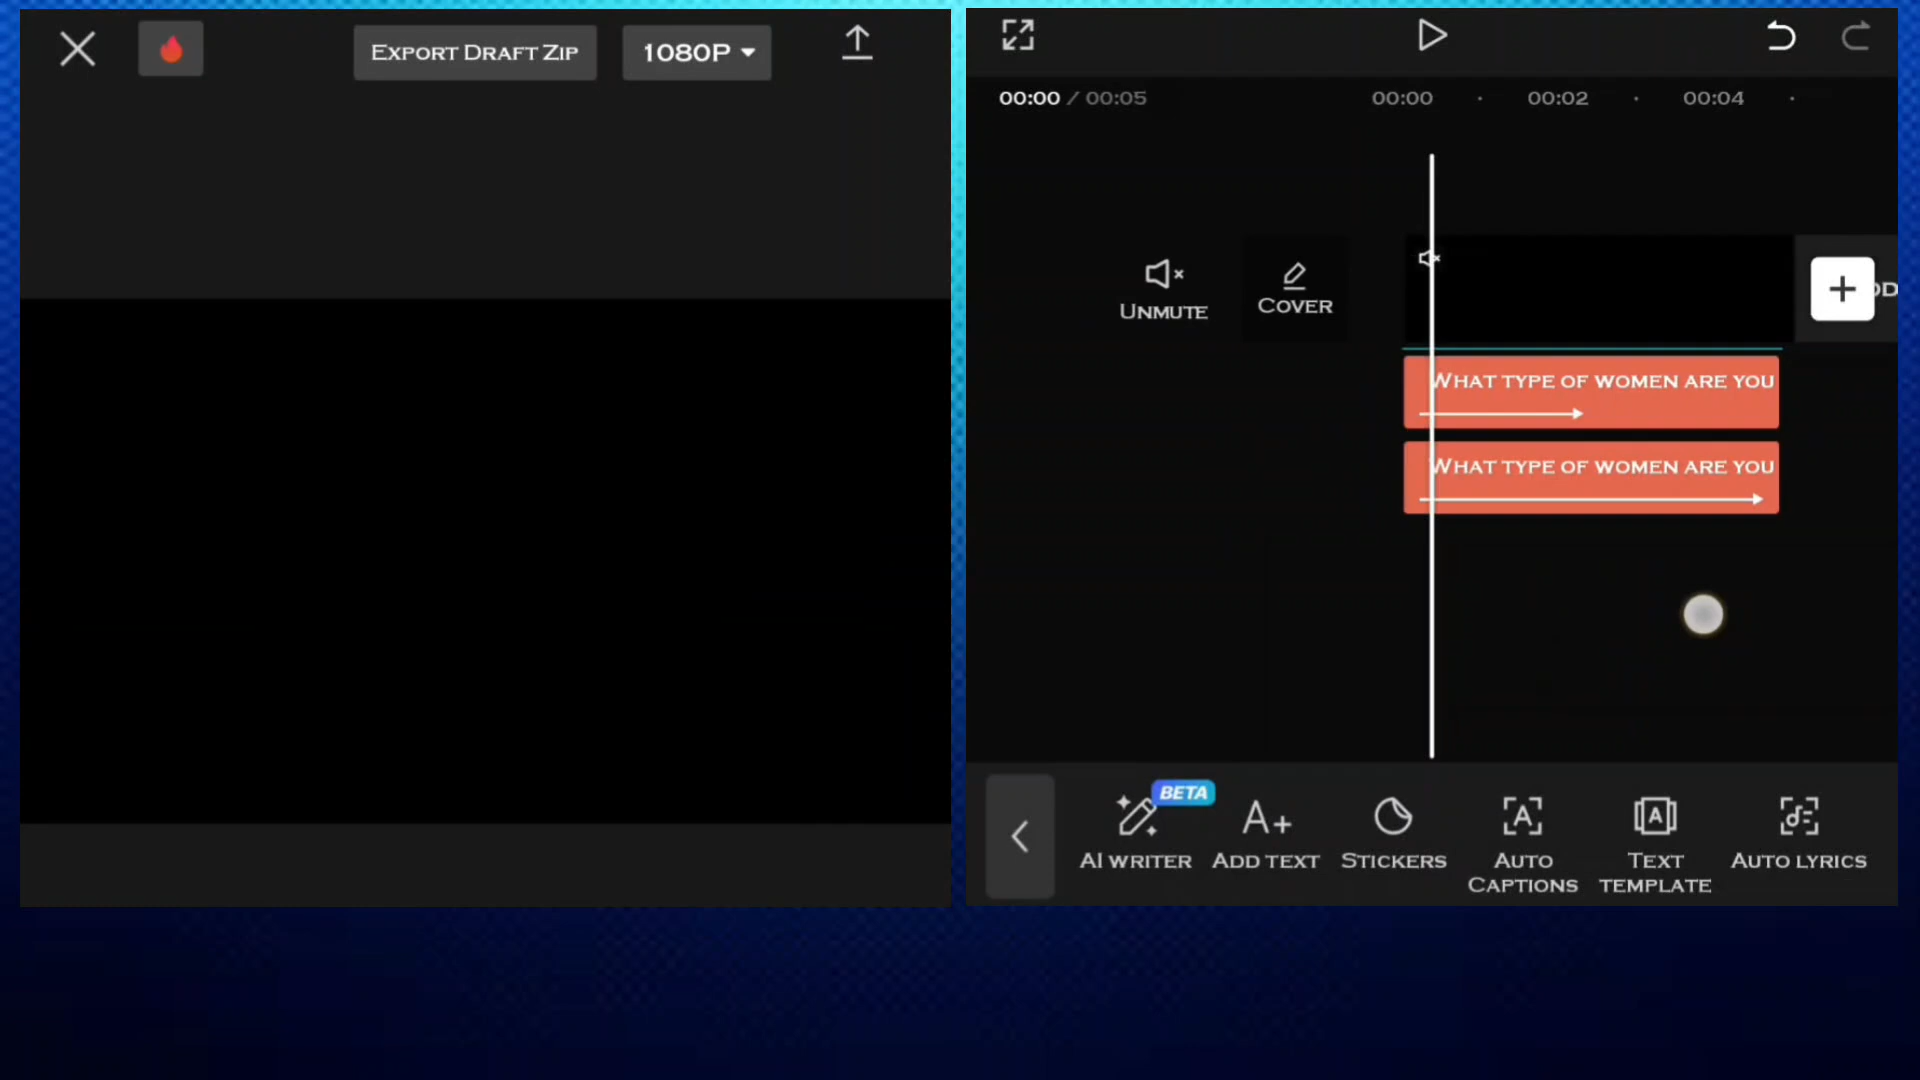 EXPORT DRAFT ZIP
1080P
00:00 / 00:05
00:00
00:02
00:04
UNMUTE
COVER
WHAT TYPE OF WOMEN ARE YOU
WHAT TYPE OF WOMEN ARE YOU
BETA
AI WRITER
ADD TEXT
STICKERS
AUTO
CAPTIONS
TEXT
TEMPLATE
AUTO LYRICS